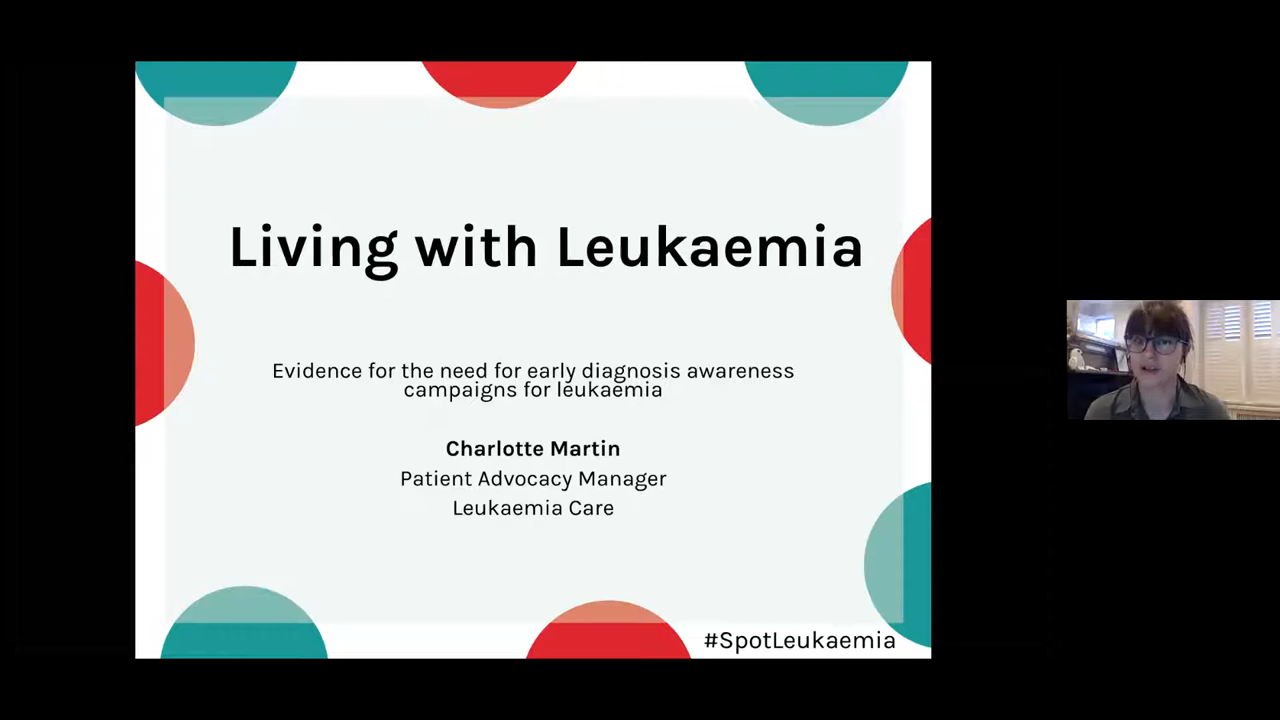 Living with Leukaemia
Evidence for the need for early diagnosis awareness
campaigns for leukaemia
Charlotte Martin
Patient Advocacy Manager
Leukaemia Care
#SpotLeukaemia